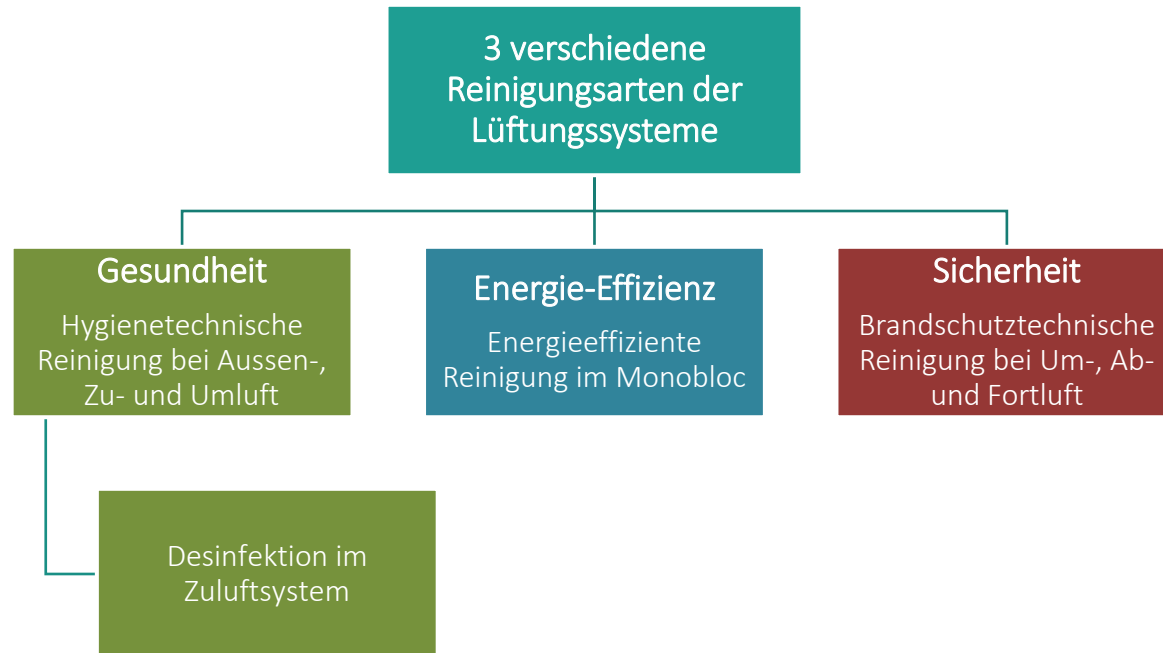 3 verschiedene
Reinigungsarten der
Lüftungssysteme
Gesundheit
Hygienetechnische
Reinigung bei Aussen-,
Zu- und Umluft
Energie-Effizienz
Energieeffiziente
Reinigung im Monobloc
Sicherheit
Brandschutztechnische
Reinigung bei Um-, Ab-
und Fortluft
Desinfektion im
Zuluftsystem